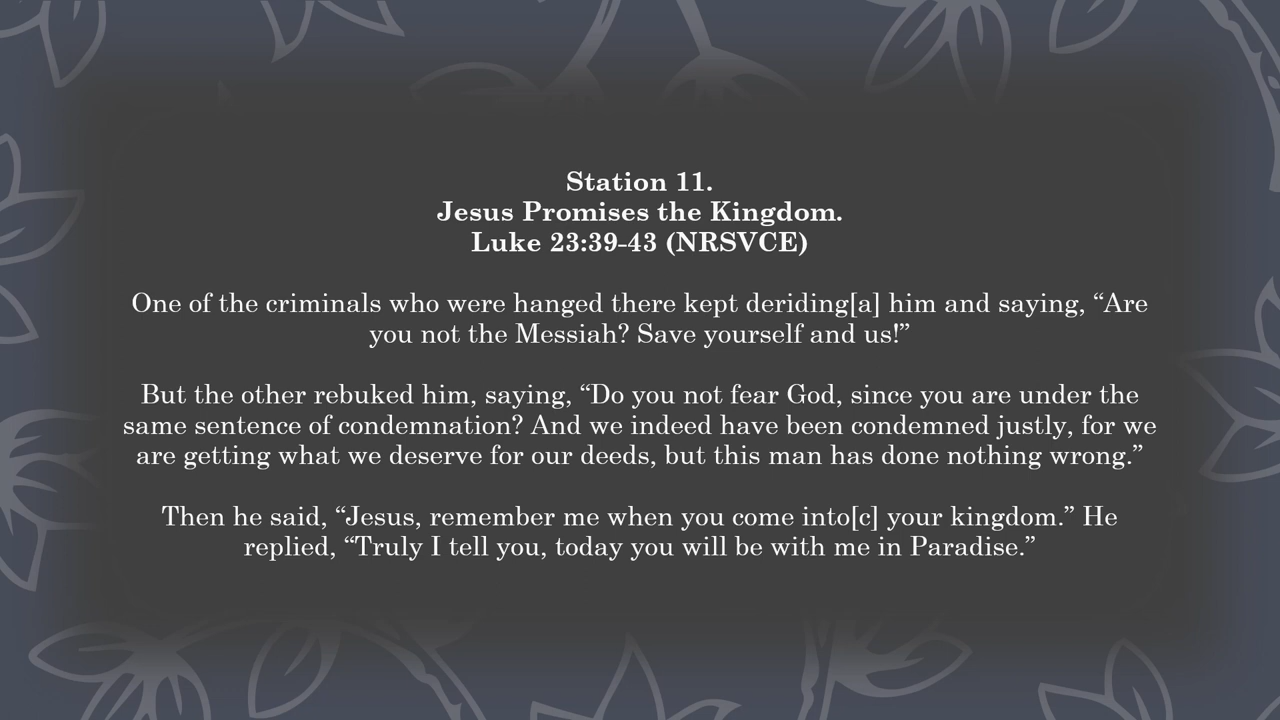 Station 11.
Jesus Promises the Kingdom.
Luke 23:39-43 (NRSVCE)
One of the criminals who were hanged there kept deriding[a] him and saying, “Are
you not the Messiah? Save yourself and us!”
But the other rebuked him, saying, “Do you not fear God, since you are under the
same sentence of condemnation? And we indeed have been condemned justly, for we
are getting what we deserve for our deeds, but this man has done nothing wrong.”
Then he said, “Jesus, remember me when you come into[c] your kingdom.” He
replied, “Truly I tell you, today you will be with me in Paradise.”